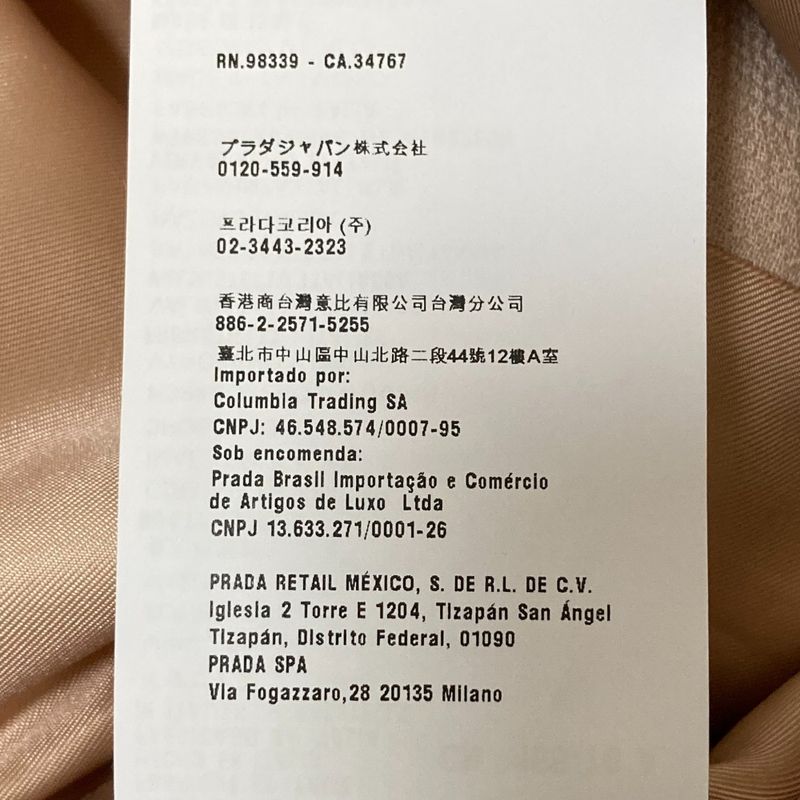 RN.98339 - CA.34767
プラダジャパン株式会社
0120-559-914
프라다코리아 (주)
02-3443-2323
香港商台灣意比有限公司台灣分公司
886-2-2571-5255
臺北市中山區中山北路二段44號12樓A室
Importado por:
Columbia Trading SA
CNPJ: 46.548.574/0007-95
Sob encomenda:
Prada Brasil Importação e Comércio
de Artigos de Luxo Ltda
CNPJ 13.633.271/0001-26
PRADA RETAIL MÉXICO, S. DE R.L. DE C.V.
Iglesia 2 Torre E 1204, Tizapán San Ángel
Tizapán, Distrito Federal, 01090
PRADA SPA
Via Fogazzaro,28 20135 Milano